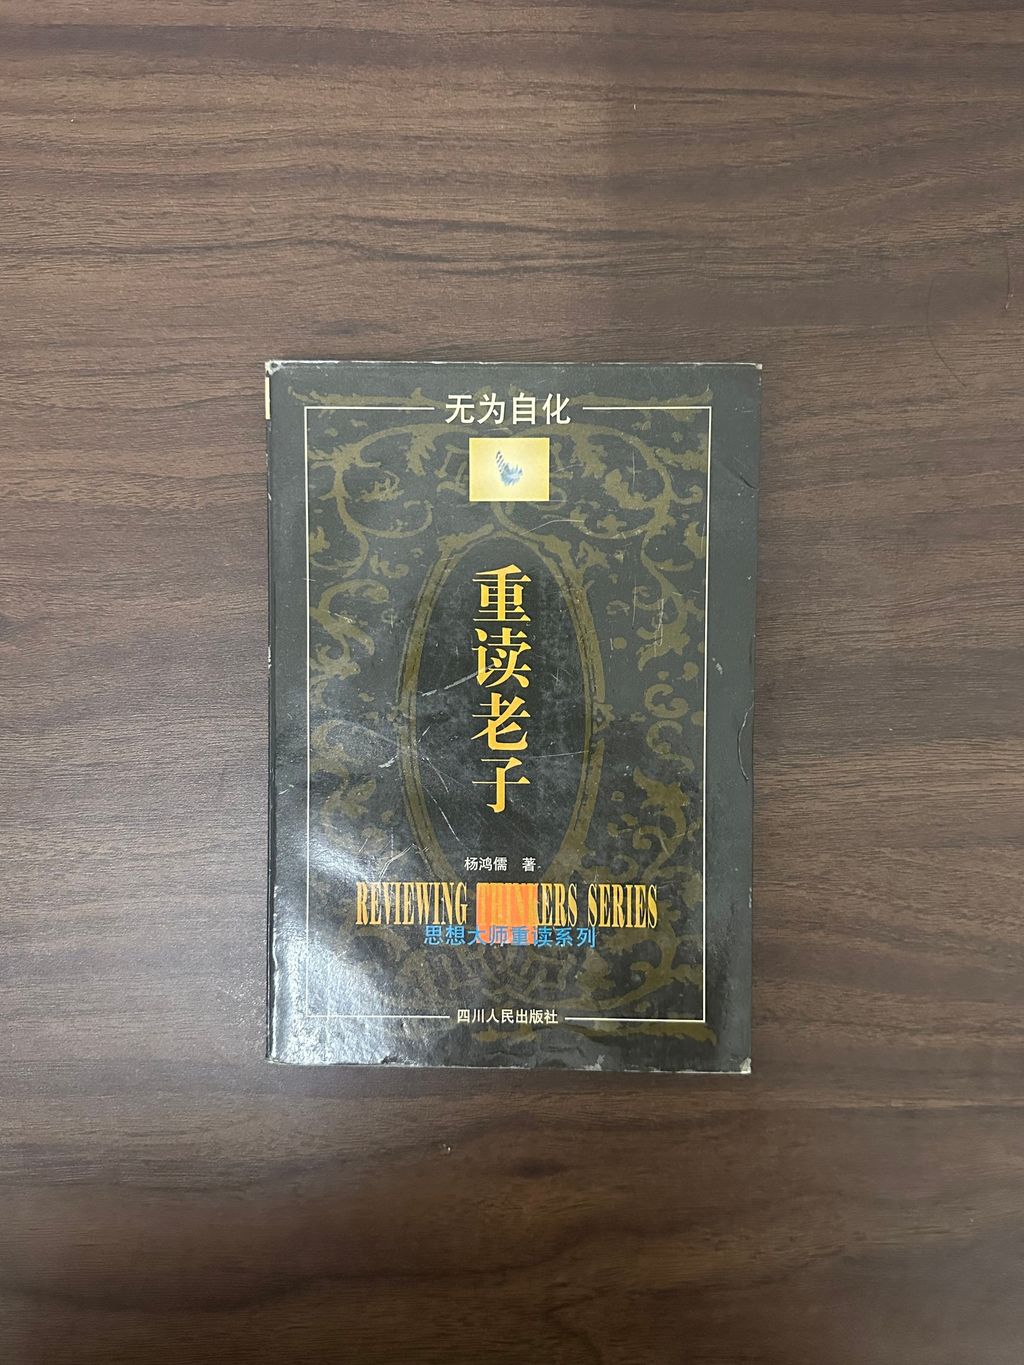 无为自化
重读老子
杨鸿儒 著
REVIEWING THINKERS SERIES
思想大师重读系列
四川人民出版社